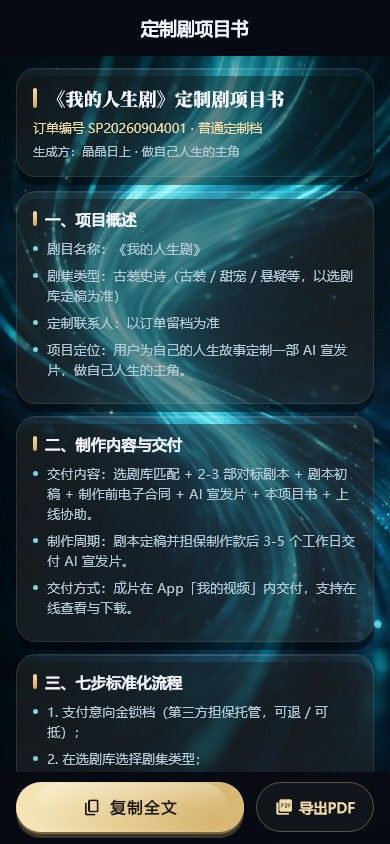 定制剧项目书
《我的人生剧》定制剧项目书
订单编号 SP20260904001 · 普通定制档
生成方：晶晶日上 · 做自己人生的主角
一、项目概述
剧目名称：《我的人生剧》
剧集类型：古装史诗（古装 / 甜宠 / 悬疑等，以选剧
库定稿为准）
定制联系人：以订单留档为准
项目定位：用户为自己的人生故事定制一部 AI 宣发
片，做自己人生的主角。
二、制作内容与交付
交付内容：选剧库匹配 + 2-3 部对标剧本 + 剧本初
稿 + 制作前电子合同 + AI 宣发片 + 本项目书 + 上
线协助。
制作周期：剧本定稿并担保制作款后 3-5 个工作日交
付 AI 宣发片。
交付方式：成片在 App「我的视频」内交付，支持在
线查看与下载。
三、七步标准化流程
1. 支付意向金锁档（第三方担保托管，可退 / 可
抵）；
2. 在选剧库选择剧集类型；
复制全文
PDF 导出PDF